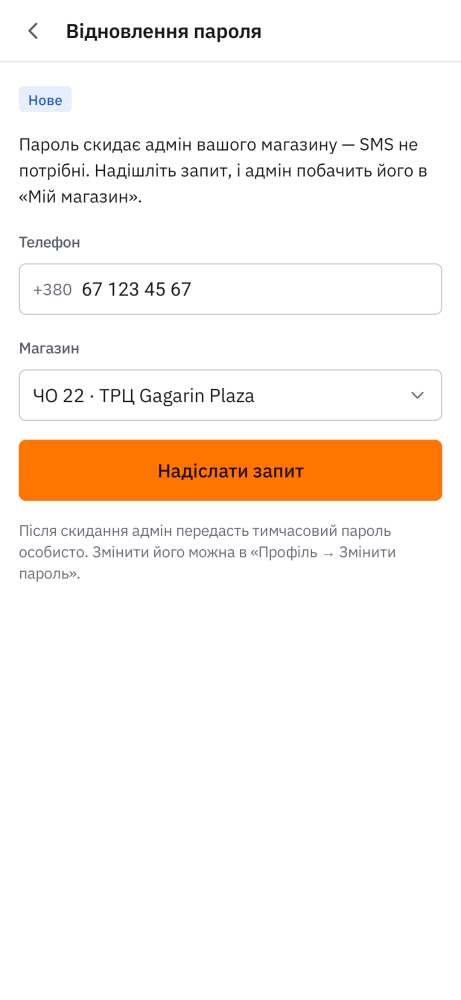 Відновлення пароля
Нове
Пароль скидає адмін вашого магазину — SMS не
потрібні. Надішліть запит, і адмін побачить його в
«Мій магазин».
Телефон
+380 67 123 45 67
Магазин
ЧО 22 · ТРЦ Gagarin Plaza
Надіслати запит
Після скидання адмін передасть тимчасовий пароль
особисто. Змінити його можна в «Профіль → Змінити
пароль».